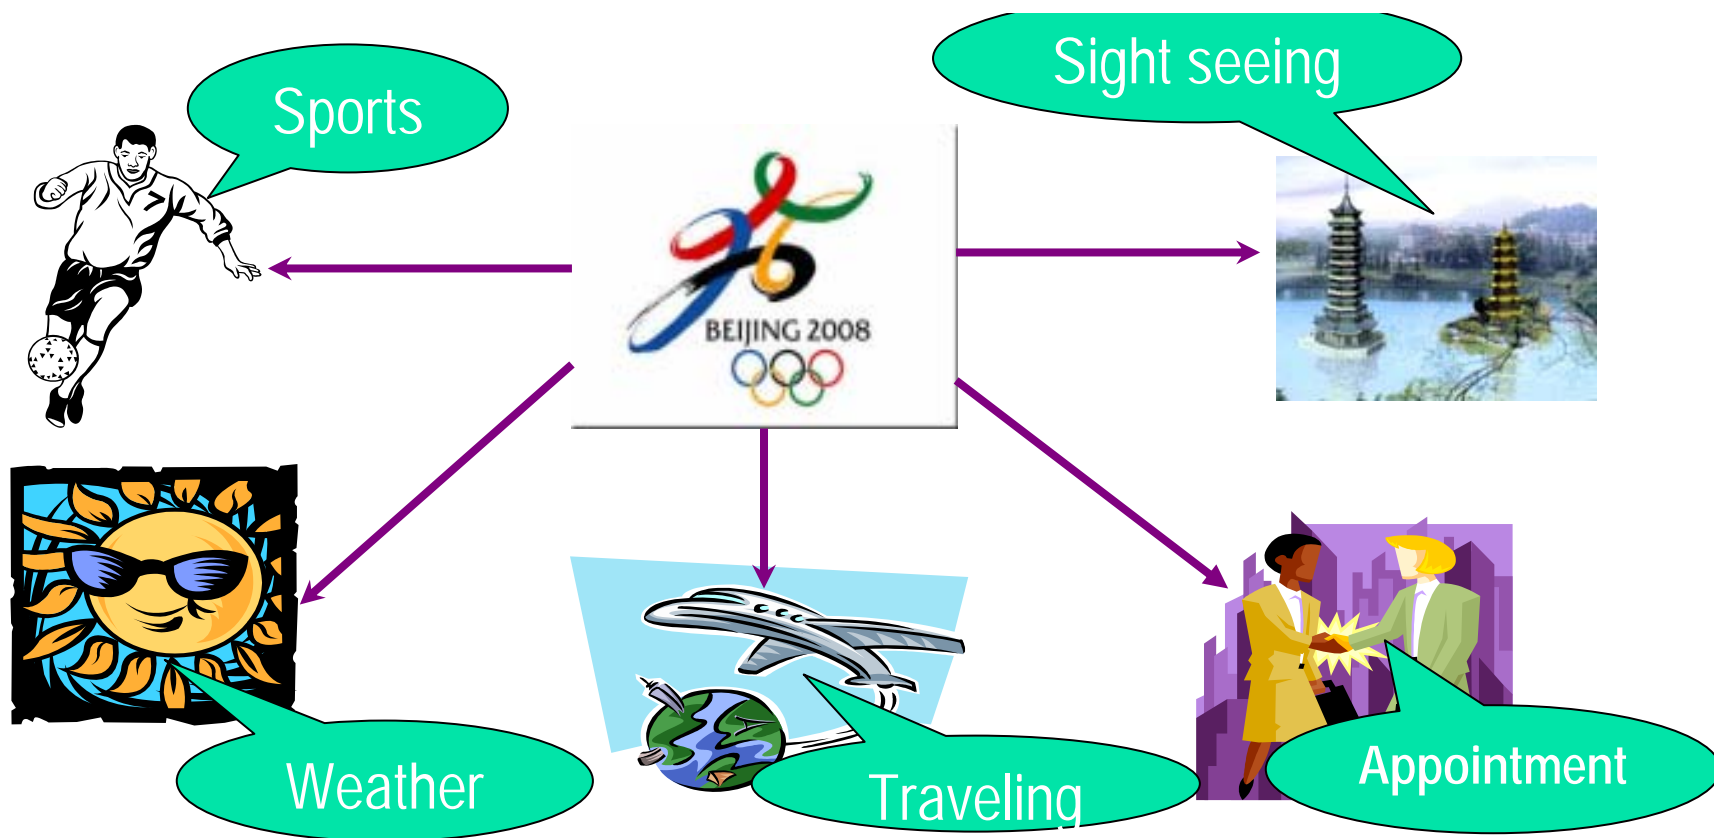 Sports
Sight seeing
BEIJING 2008
Weather
Traveling
Appointment